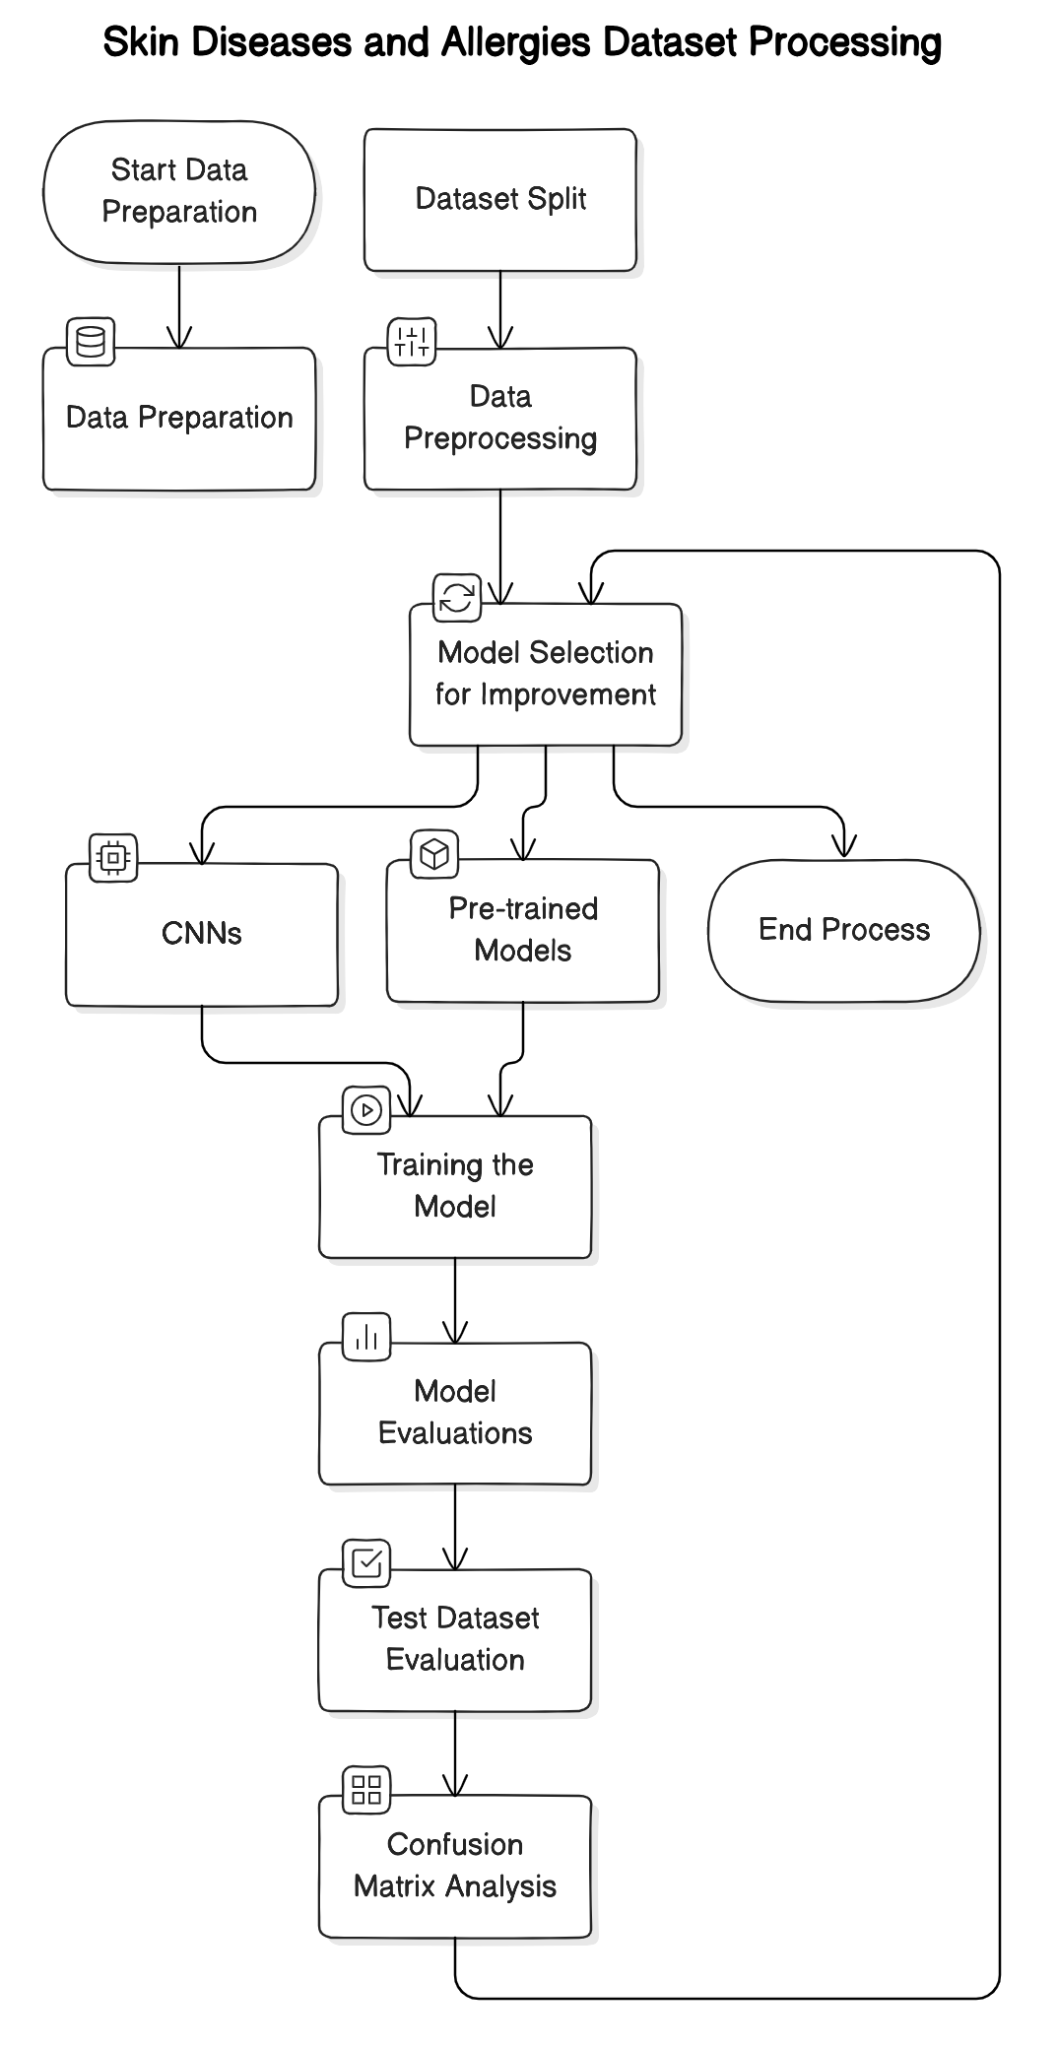 Skin Diseases and Allergies Dataset Processing
Start Data
Preparation
Dataset Split
Data Preparation
Data
Preprocessing
Model Selection
for Improvement
CNNs
Pre-trained
Models
End Process
Training the
Model
Model
Evaluations
Test Dataset
Evaluation
Confusion
Matrix Analysis